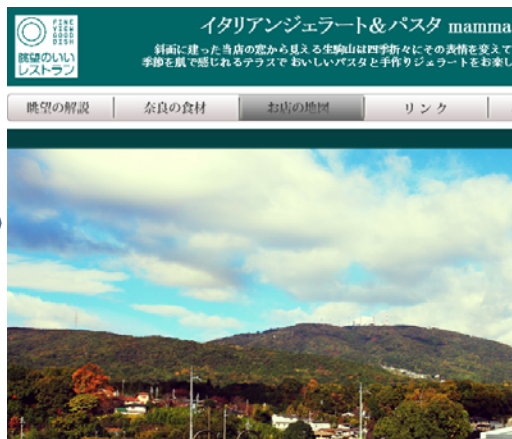 FINE
VIEW
GOOD
DISH
眺望のいい
レストラン
イタリアンジェラート&パスタ mamma
斜面に建った当店の窓から見える生駒山は四季折々にその表情を変えて
季節を肌で感じれるテラスで おいしいパスタと手作りジェラートをお楽し
眺望の解説
奈良の食材
お店の地図
リンク